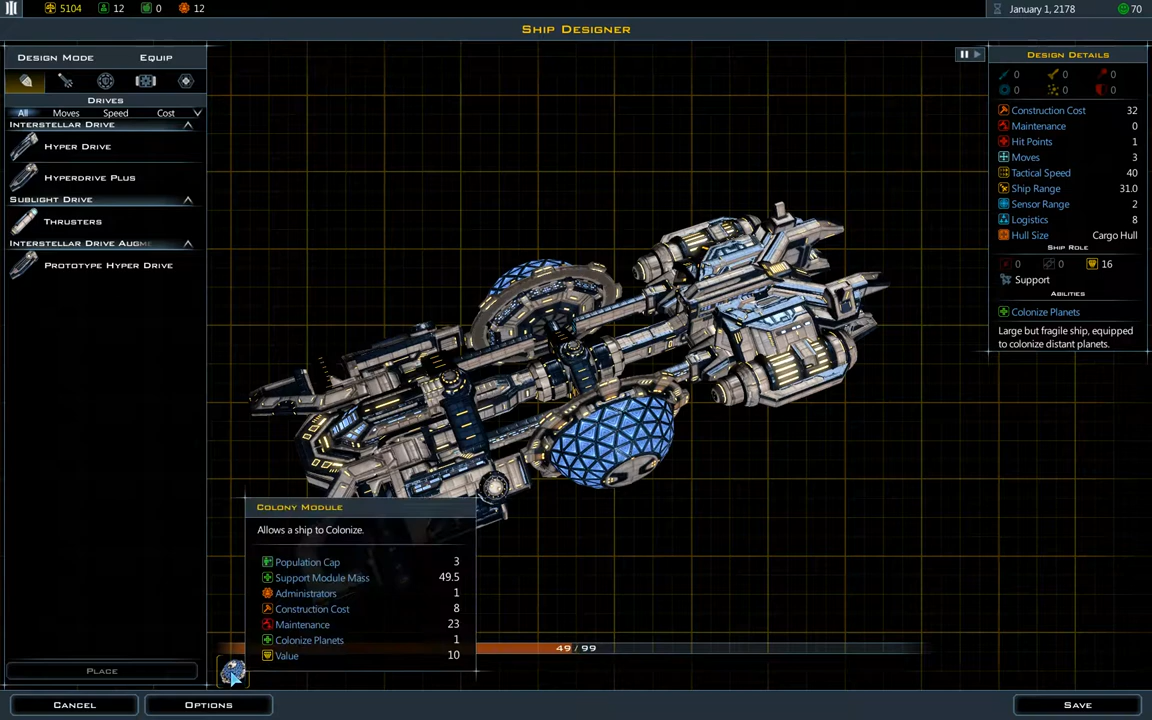 5104 12 0 12
January 1, 2178 70
SHIP DESIGNER
DESIGN MODE EQUIP
DRIVES
All Moves Speed Cost
INTERSTELLAR DRIVE
HYPER DRIVE
HYPERDRIVE PLUS
SUBLIGHT DRIVE
THRUSTERS
INTERSTELLAR DRIVE AUGME
PROTOTYPE HYPER DRIVE
PLACE
CANCEL OPTIONS
COLONY MODULE
Allows a ship to Colonize.
Population Cap 3
Support Module Mass 49.5
Administrators 1
Construction Cost 8
Maintenance 23
Colonize Planets 1
Value 10
49 / 99
DESIGN DETAILS
0 0 0
0 0 0
Construction Cost 32
Maintenance 0
Hit Points 1
Moves 3
Tactical Speed 40
Ship Range 31.0
Sensor Range 2
Logistics 8
Hull Size Cargo Hull
SHIP ROLE
0 0 16
Support
ABILITIES
Colonize Planets
Large but fragile ship, equipped
to colonize distant planets.
SAVE